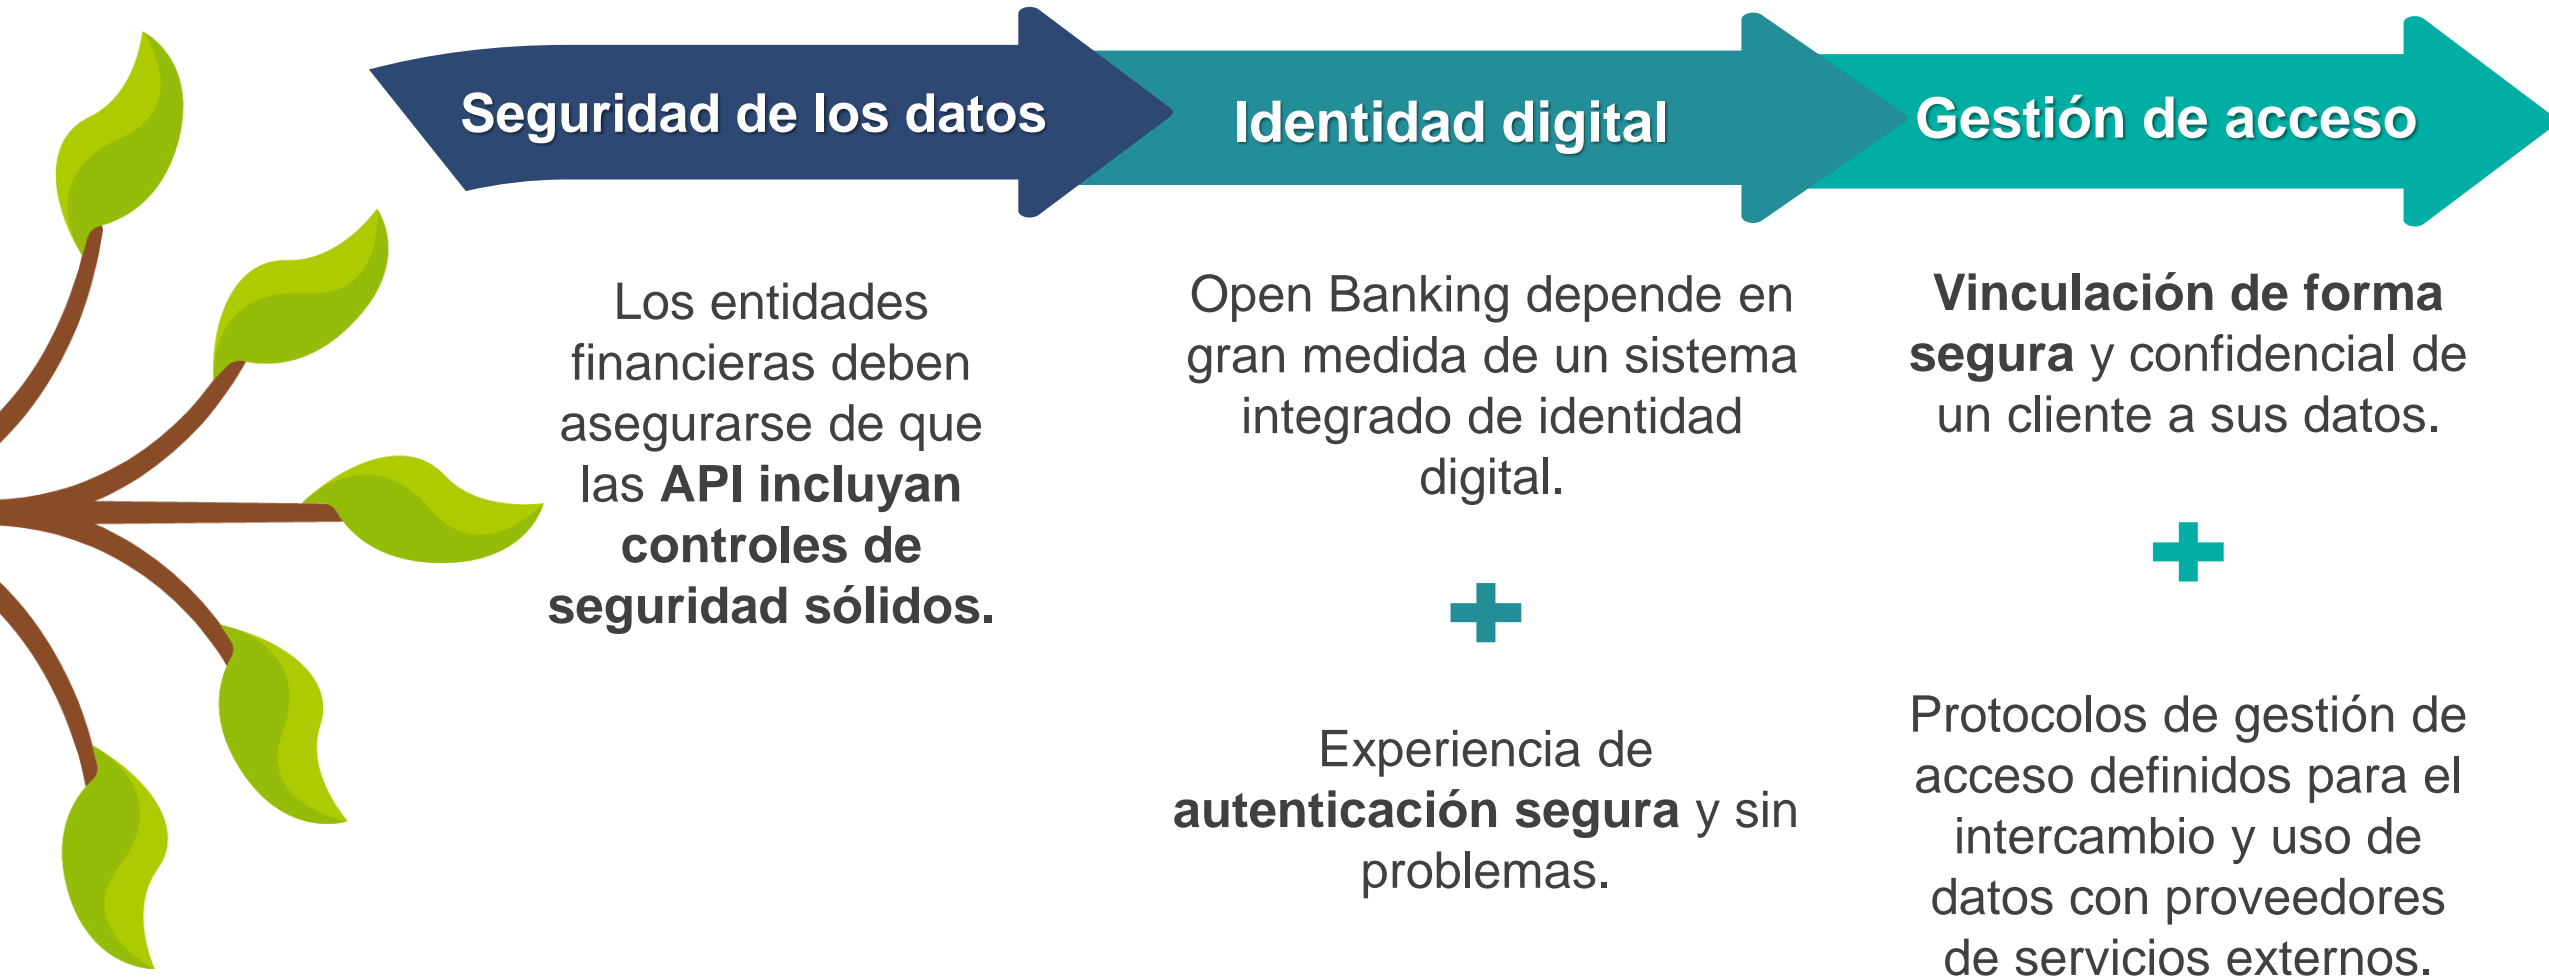 Seguridad de los datos
Identidad digital
Gestión de acceso
Los entidades
financieras deben
asegurarse de que
las API incluyan
controles de
seguridad sólidos.
Open Banking depende en
gran medida de un sistema
integrado de identidad
digital.
+
Experiencia de
autenticación segura y sin
problemas.
Vinculación de forma
segura y confidencial de
un cliente a sus datos.
+
Protocolos de gestión de
acceso definidos para el
intercambio y uso de
datos con proveedores
de servicios externos.